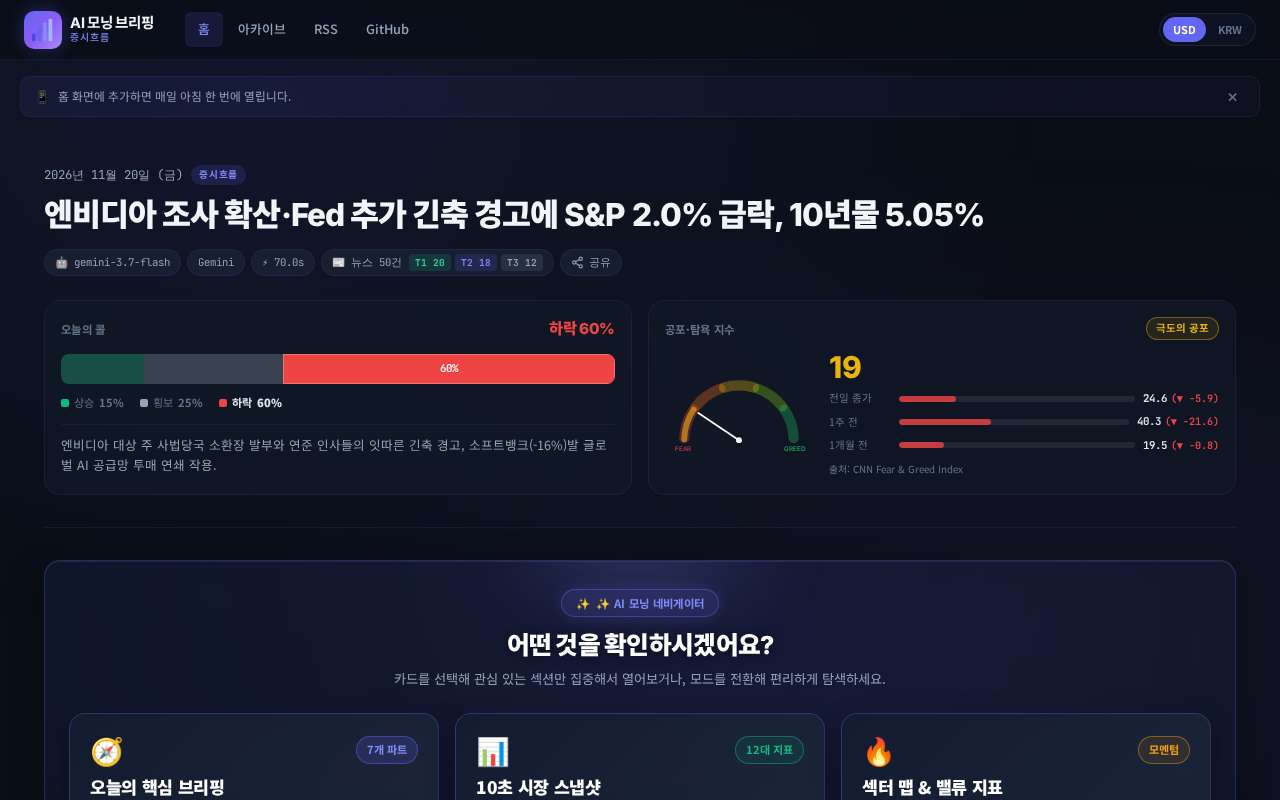 AI 모닝 브리핑
증시흐름
홈
아카이브
RSS
GitHub
USD
KRW
홈 화면에 추가하면 매일 아침 한 번에 열립니다.
✕
2026년 11월 20일 (금)
증시흐름
엔비디아 조사 확산·Fed 추가 긴축 경고에 S&P 2.0% 급락, 10년물 5.05%
gemini-3.7-flash
Gemini
⚡ 70.0s
뉴스 50건 T1 20 T2 18 T3 12
공유
오늘의 콜
하락 60%
60%
상승 15% 횡보 25% 하락 60%
엔비디아 대상 주 사법당국 소환장 발부와 연준 인사들의 잇따른 긴축 경고, 소프트뱅크(-16%)발 글로
벌 AI 공급망 투매 연쇄 작용.
공포·탐욕 지수
극도의 공포
FEAR
GREED
19
전일 종가 24.6 (▼ -5.9)
1주 전 40.3 (▼ -21.6)
1개월 전 19.5 (▼ -0.8)
출처: CNN Fear & Greed Index
✨ ✨ AI 모닝 네비게이터
어떤 것을 확인하시겠어요?
카드를 선택해 관심 있는 섹션만 집중해서 열어보거나, 모드를 전환해 편리하게 탐색하세요.
7개 파트
오늘의 핵심 브리핑
12대 지표
10초 시장 스냅샷
모멘텀
섹터 맵 & 밸류 지표